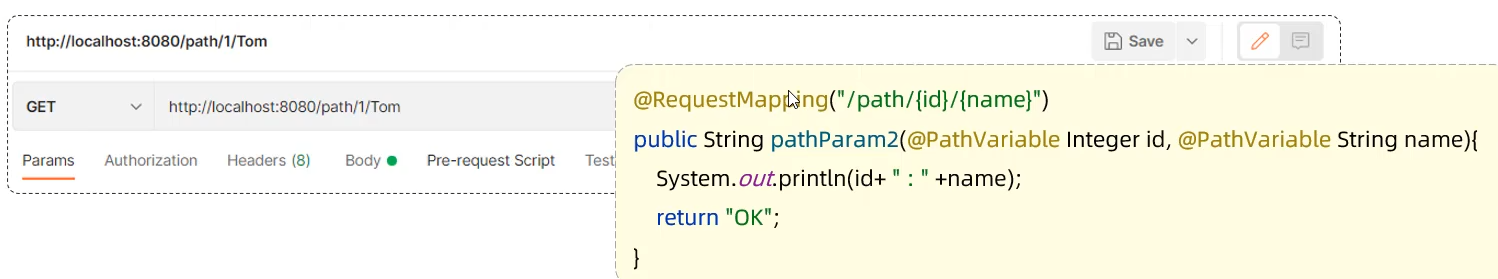 http://localhost:8080/path/1/Tom
Save
GET
http://localhost:8080/path/1/Tom
Params
Authorization
Headers (8)
Body
Pre-request Script
Test
@RequestMapping("/path/{id}/{name}")
public String pathParam2(@PathVariable Integer id, @PathVariable String name){
System.out.println(id+ " : " +name);
return "OK";
}